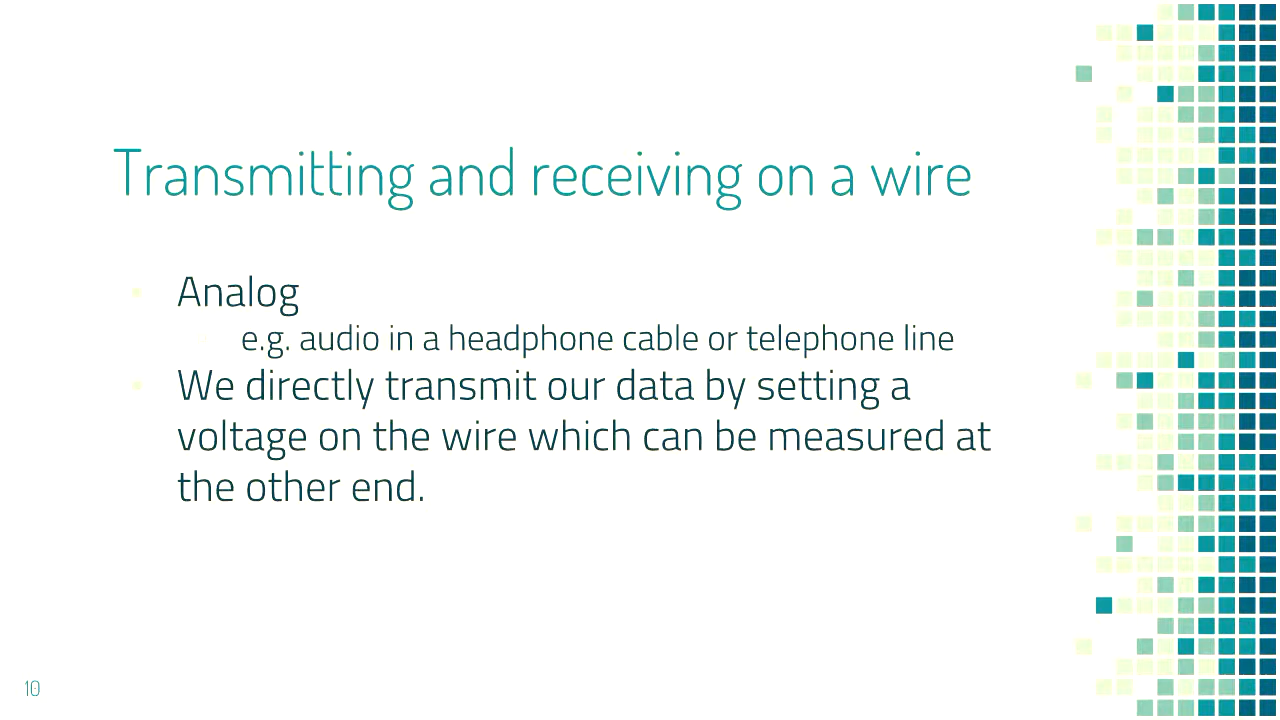 Transmitting and receiving on a wire
Analog
e.g. audio in a headphone cable or telephone line
We directly transmit our data by setting a
voltage on the wire which can be measured at
the other end.
10